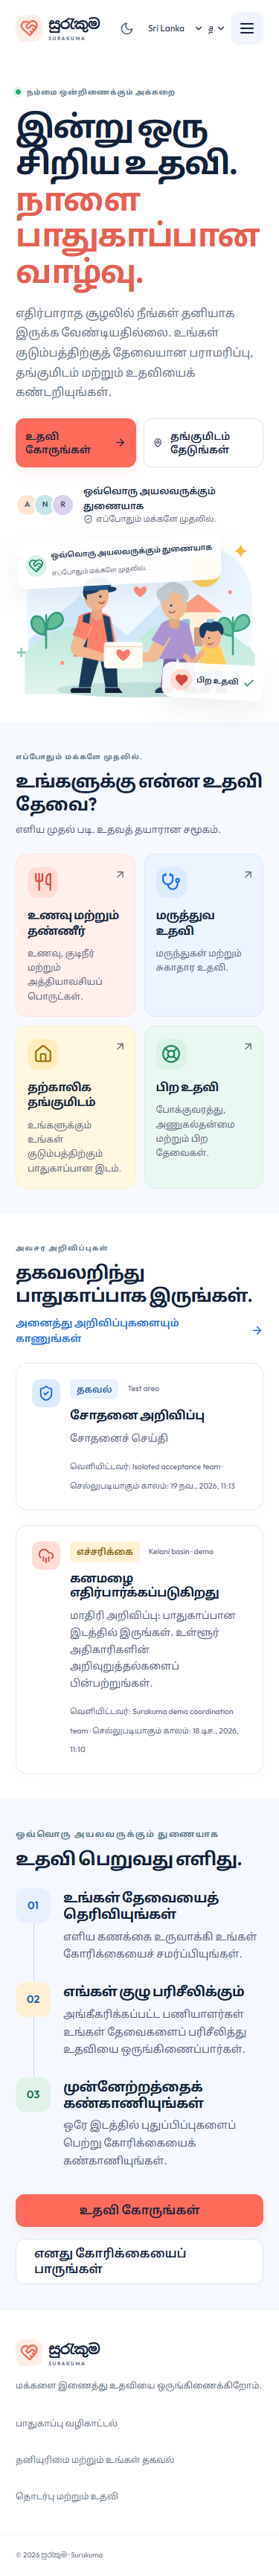 සුරැකුම
SURAKUMA
Sri Lanka
த
நம்மை ஒன்றிணைக்கும் அக்கறை
இன்று ஒரு
சிறிய உதவி.
நாளை
பாதுகாப்பான
வாழ்வு.
எதிர்பாராத சூழலில் நீங்கள் தனியாக
இருக்க வேண்டியதில்லை. உங்கள்
குடும்பத்திற்குத் தேவையான பராமரிப்பு,
தங்குமிடம் மற்றும் உதவியைக்
கண்டறியுங்கள்.
உதவி
கோருங்கள்
தங்குமிடம்
தேடுங்கள்
A N R
ஒவ்வொரு அயலவருக்கும்
துணையாக
எப்போதும் மக்களே முதலில்.
ஒவ்வொரு அயலவருக்கும் துணையாக
எப்போதும் மக்களே முதலில்.
பிற உதவி
எப்போதும் மக்களே முதலில்.
உங்களுக்கு என்ன உதவி
தேவை?
எளிய முதல் படி. உதவத் தயாரான சமூகம்.
உணவு மற்றும்
தண்ணீர்
உணவு, குடிநீர்
மற்றும்
அத்தியாவசியப்
பொருட்கள்.
மருத்துவ
உதவி
மருந்துகள் மற்றும்
சுகாதார உதவி.
தற்காலிக
தங்குமிடம்
உங்களுக்கும்
உங்கள்
குடும்பத்திற்கும்
பாதுகாப்பான இடம்.
பிற உதவி
போக்குவரத்து,
அணுகல்தன்மை
மற்றும் பிற
தேவைகள்.
அவசர அறிவிப்புகள்
தகவலறிந்து
பாதுகாப்பாக இருங்கள்.
அனைத்து அறிவிப்புகளையும்
காணுங்கள்
தகவல் Test area
சோதனை அறிவிப்பு
சோதனைச் செய்தி
வெளியிட்டவர்: Isolated acceptance team ·
செல்லுபடியாகும் காலம்: 19 நவ., 2026, 11:13
எச்சரிக்கை Kelani basin · demo
கனமழை
எதிர்பார்க்கப்படுகிறது
மாதிரி அறிவிப்பு: பாதுகாப்பான
இடத்தில் இருங்கள். உள்ளூர்
அதிகாரிகளின்
அறிவுறுத்தல்களைப்
பின்பற்றுங்கள்.
வெளியிட்டவர்: Surakuma demo coordination
team · செல்லுபடியாகும் காலம்: 18 டிச., 2026,
11:10
ஒவ்வொரு அயலவருக்கும் துணையாக
உதவி பெறுவது எளிது.
01
உங்கள் தேவையைத்
தெரிவியுங்கள்
எளிய கணக்கை உருவாக்கி உங்கள்
கோரிக்கையைச் சமர்ப்பியுங்கள்.
02
எங்கள் குழு பரிசீலிக்கும்
அங்கீகரிக்கப்பட்ட பணியாளர்கள்
உங்கள் தேவைகளைப் பரிசீலித்து
உதவியை ஒருங்கிணைப்பார்கள்.
03
முன்னேற்றத்தைக்
கண்காணியுங்கள்
ஒரே இடத்தில் புதுப்பிப்புகளைப்
பெற்று கோரிக்கையைக்
கண்காணியுங்கள்.
உதவி கோருங்கள்
எனது கோரிக்கையைப்
பாருங்கள்
සුරැකුම
SURAKUMA
மக்களை இணைத்து உதவியை ஒருங்கிணைக்கிறோம்.
பாதுகாப்பு வழிகாட்டல்
தனியுரிமை மற்றும் உங்கள் தகவல்
தொடர்பு மற்றும் உதவி
© 2026 සුරැකුම · Surakuma